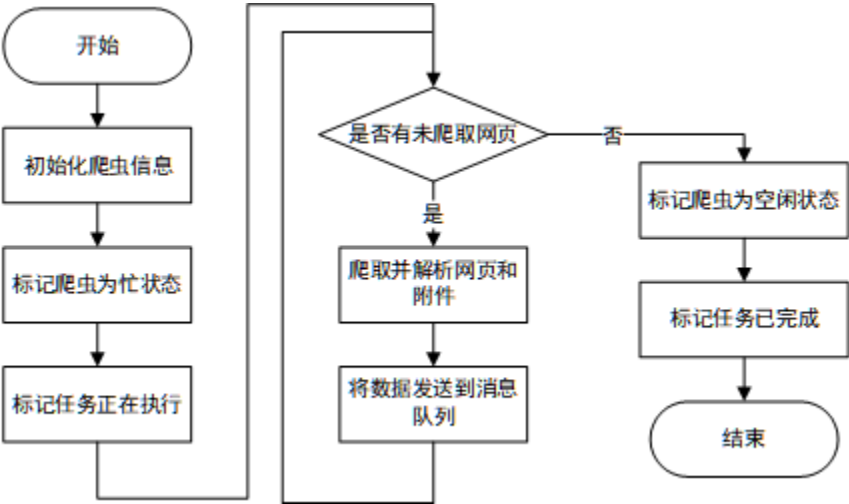 开始
初始化爬虫信息
标记爬虫为忙状态
标记任务正在执行
是否有未爬取网页
是
爬取并解析网页和
附件
将数据发送到消息
队列
否
标记爬虫为空闲状态
标记任务已完成
结束